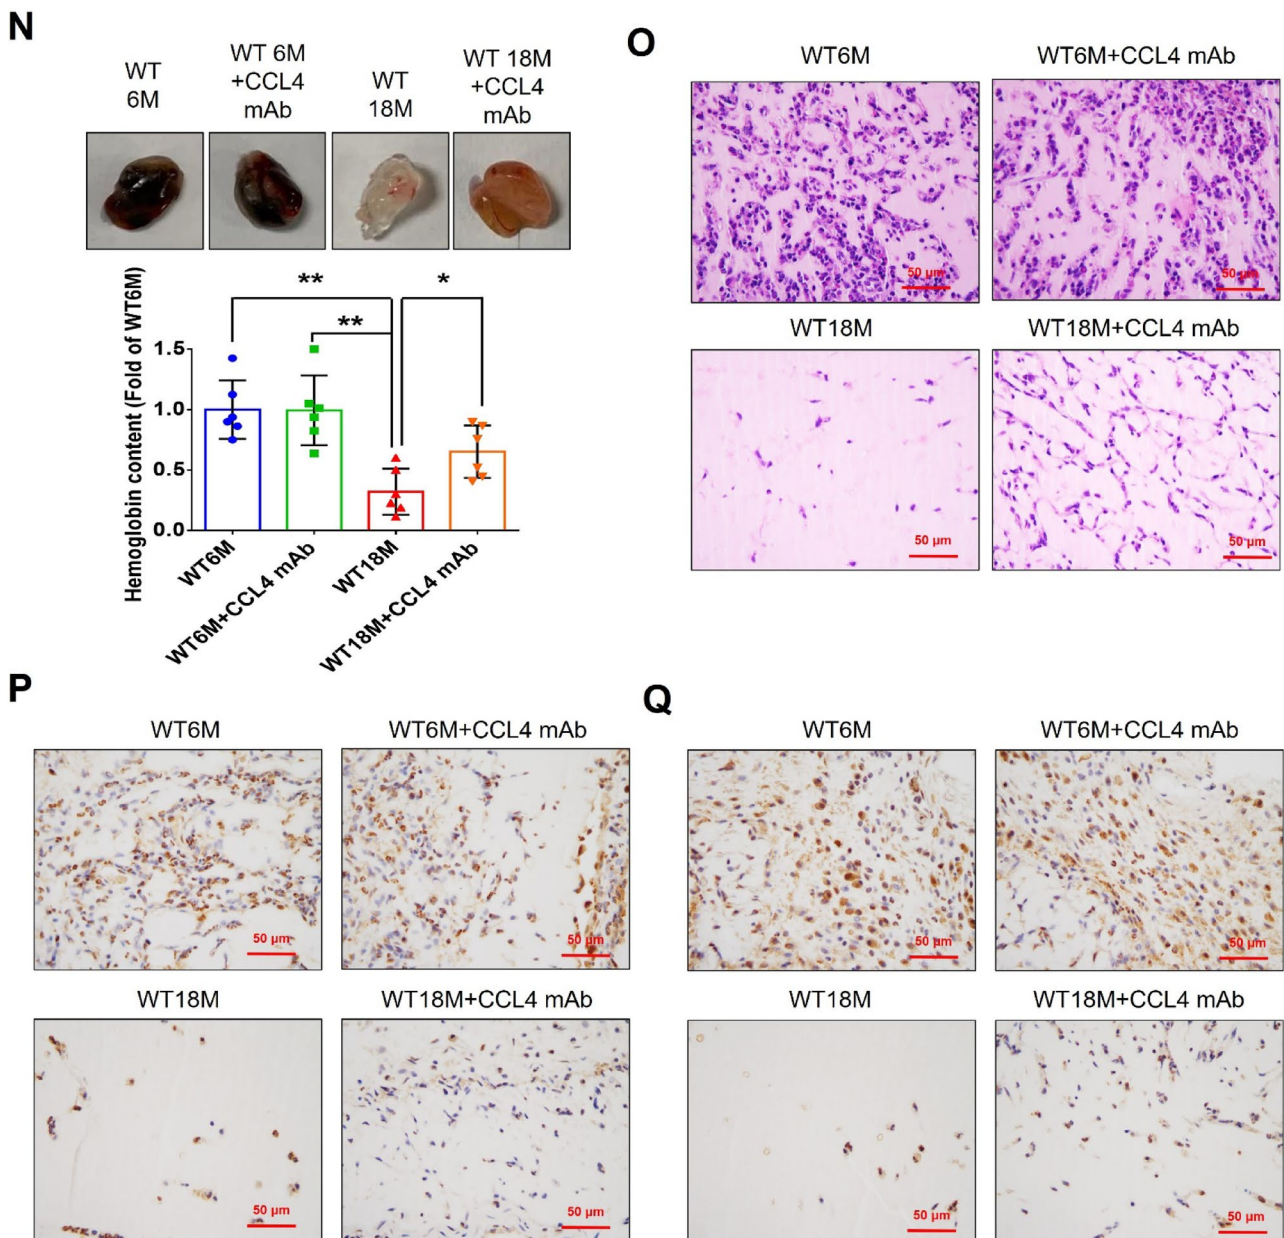 N
WT
6M
WT 6M
+CCL4
mAb
WT
18M
WT 18M
+CCL4
mAb
Hemoglobin content (Fold of WT6M)
**
*
**
1.5
1.0
0.5
0.0
WT6M
WT6M+CCL4 mAb
WT18M
WT18M+CCL4 mAb
O
WT6M
WT6M+CCL4 mAb
50 µm
50 µm
WT18M
WT18M+CCL4 mAb
50 µm
50 µm
P
WT6M
WT6M+CCL4 mAb
50 µm
50 µm
WT18M
WT18M+CCL4 mAb
50 µm
50 µm
Q
WT6M
WT6M+CCL4 mAb
50 µm
50 µm
WT18M
WT18M+CCL4 mAb
50 µm
50 µm